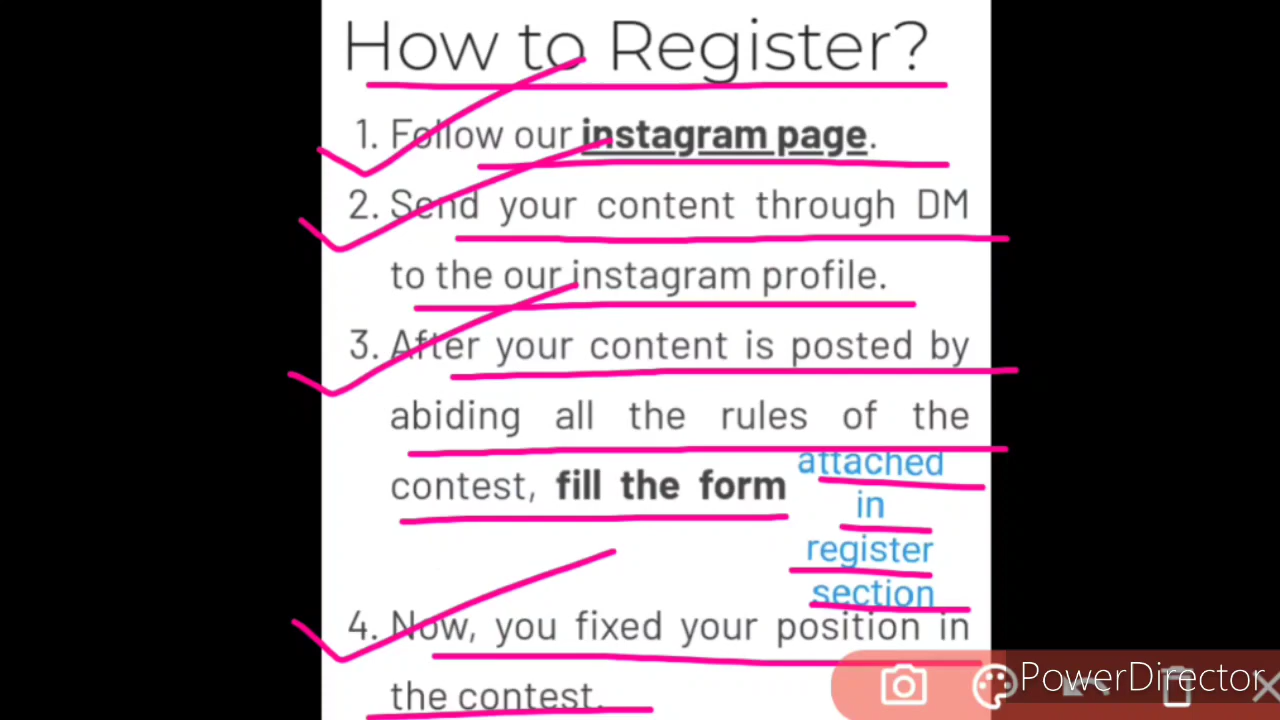 How to Register?
1. Follow our instagram page.
2. Send your content through DM
to the our instagram profile.
3. After your content is posted by
abiding all the rules of the
contest, fill the form
attached
in
register
section
4. Now, you fixed your position in
the contest.
PowerDirector